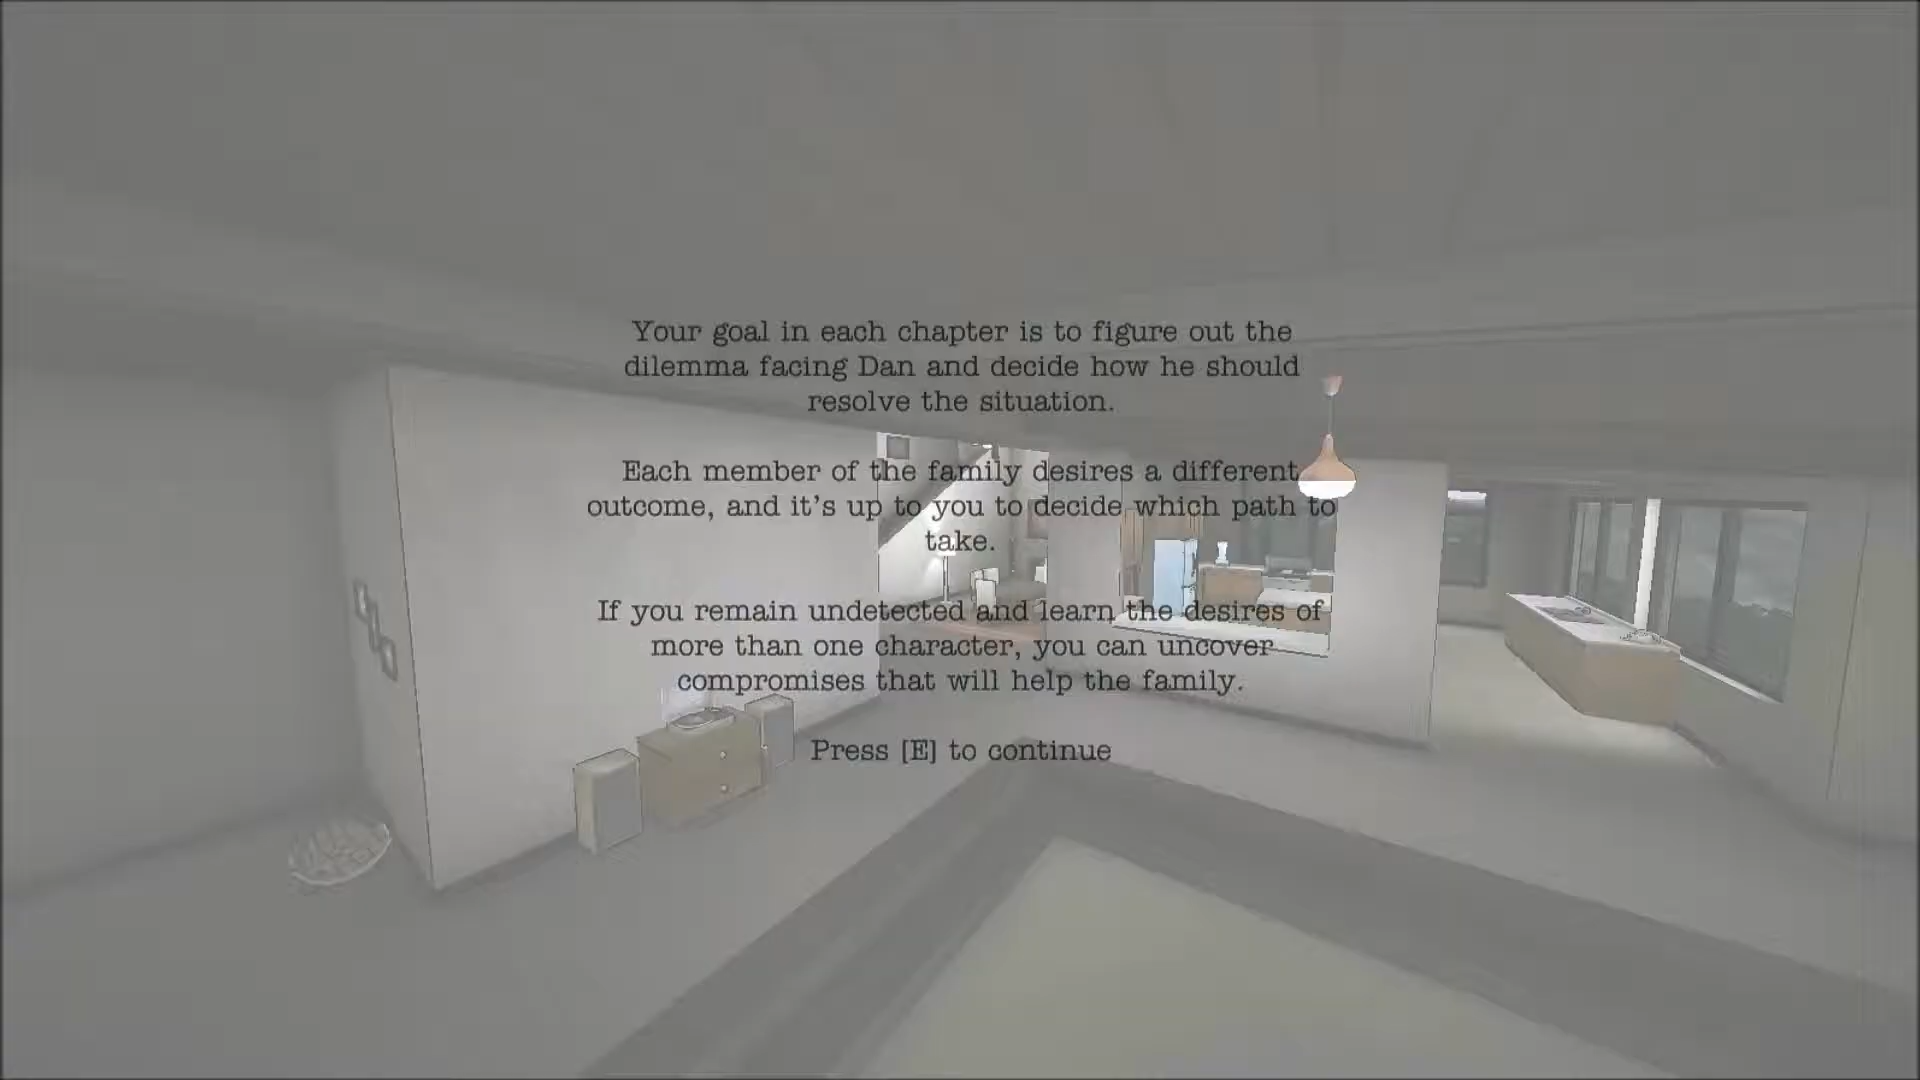 Your goal in each chapter is to figure out the
dilemma facing Dan and decide how he should
resolve the situation.
Each member of the family desires a different
outcome, and it's up to you to decide which path to
take.
If you remain undetected and learn the desires of
more than one character, you can uncover
compromises that will help the family.
Press [E] to continue